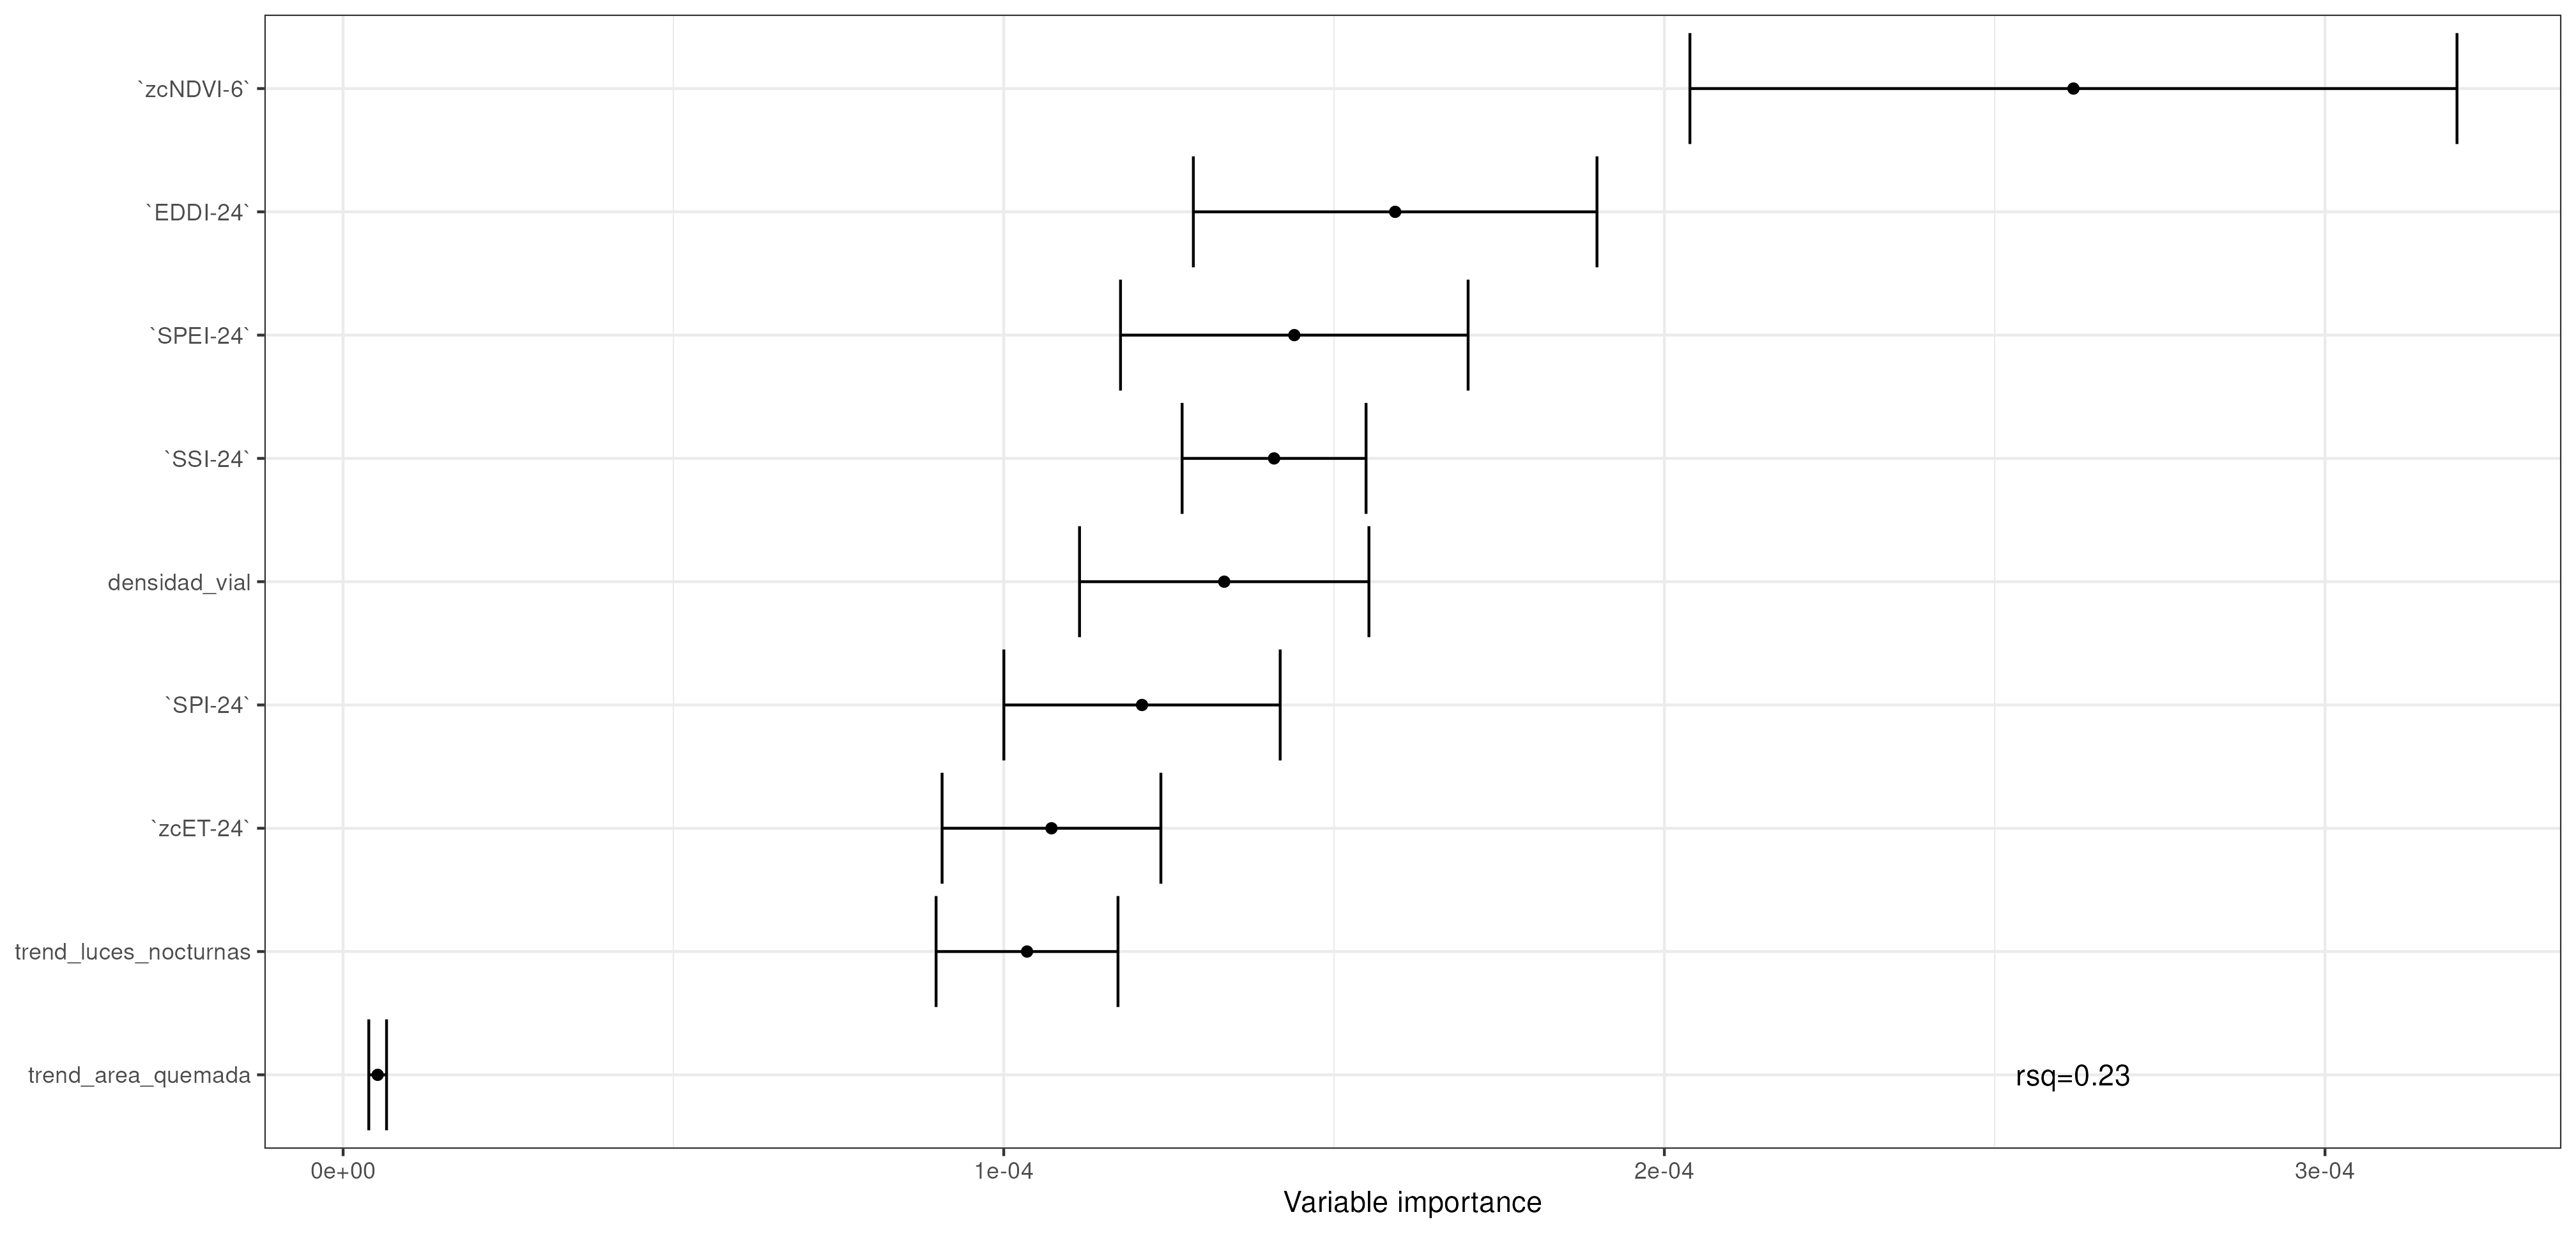 `zcNDVI-6`
`EDDI-24`
`SPEI-24`
`SSI-24`
densidad_vial
`SPI-24`
`zcET-24`
trend_luces_nocturnas
trend_area_quemada
rsq=0.23
0e+00 1e-04 2e-04 3e-04
Variable importance